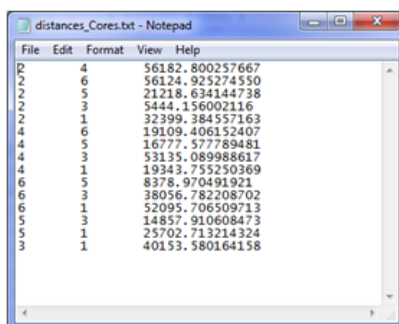 distances_Cores.txt - Notepad
File Edit Format View Help
2 4 56182.800257667
2 6 56124.925274550
2 5 21218.634144738
2 3 5444.156002116
2 1 32399.384557163
4 6 19109.406152407
4 5 16777.577789481
4 3 53135.089988617
4 1 19343.755250369
6 5 8378.970491921
6 3 38056.782208702
6 1 52095.706509713
5 3 14857.910608473
5 1 25702.713214324
3 1 40153.580164158